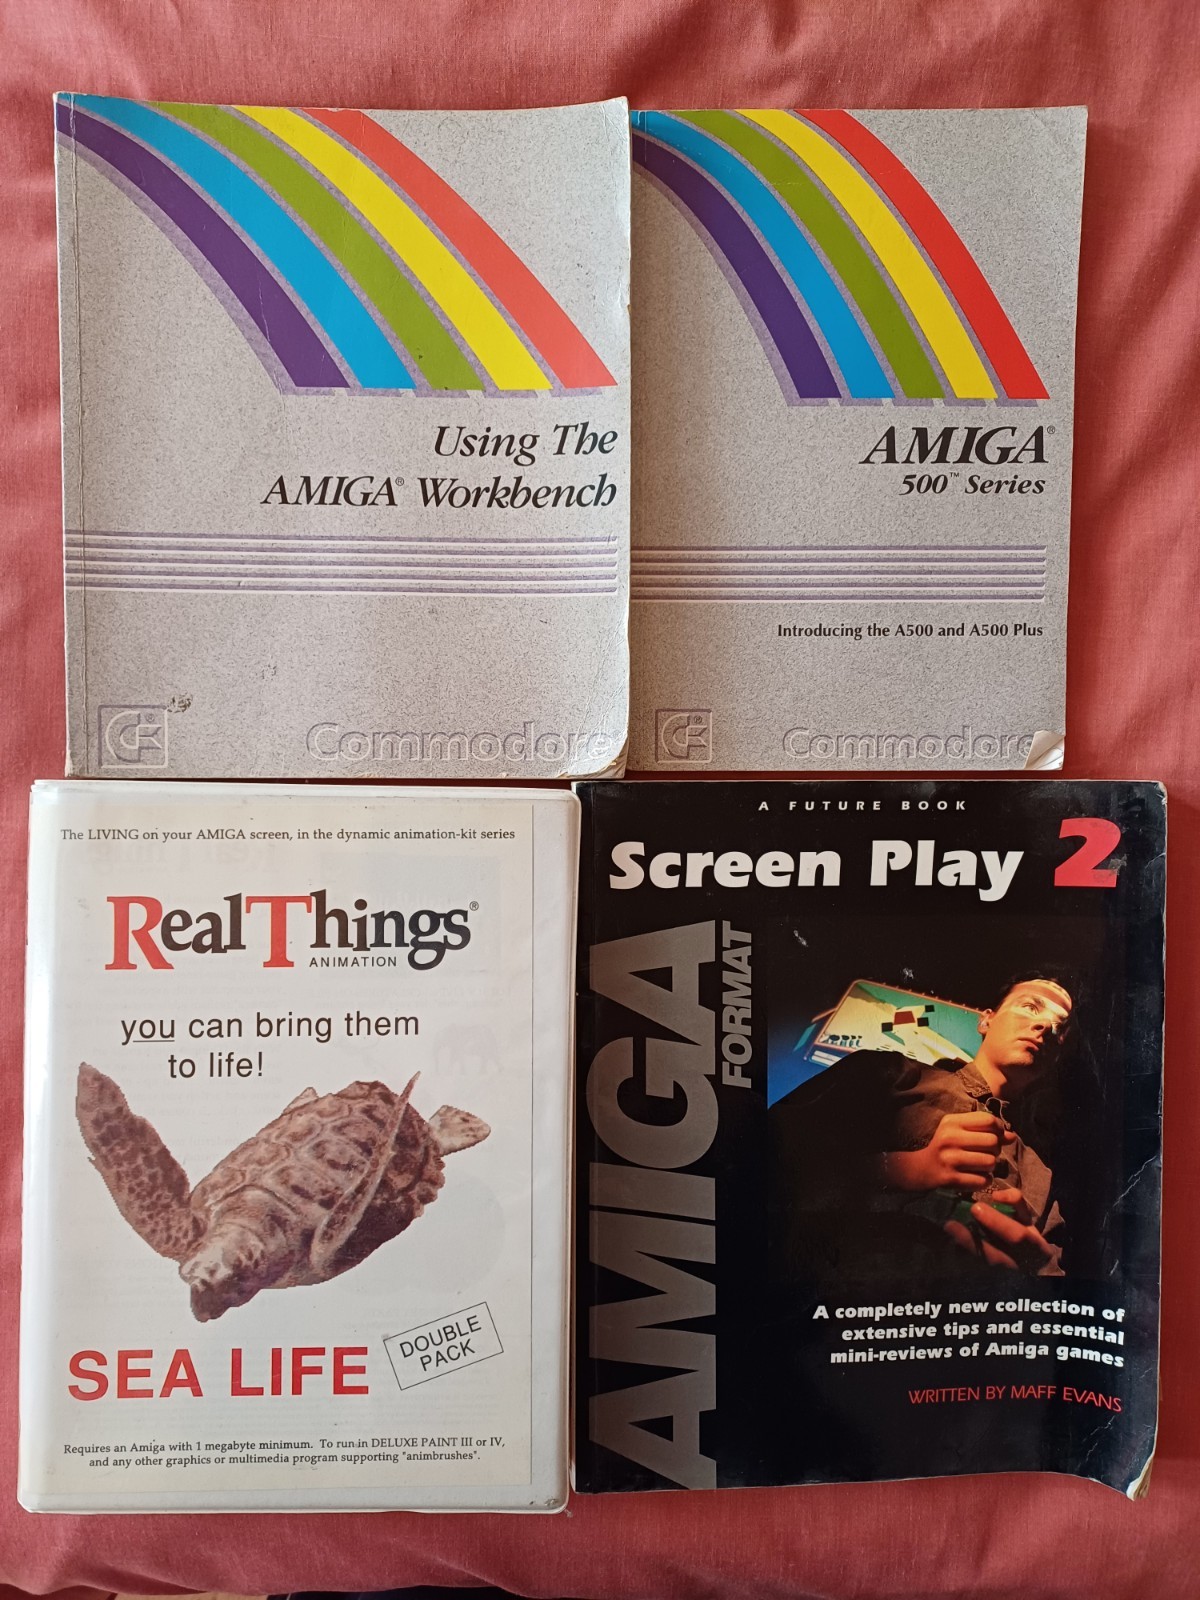 Using The
AMIGA® Workbench
Commodore
AMIGA®
500™ Series
Introducing the A500 and A500 Plus
Commodore
The LIVING on your AMIGA screen, in the dynamic animation-kit series
RealThings®
ANIMATION
you can bring them
to life!
SEA LIFE
DOUBLE
PACK
Requires an Amiga with 1 megabyte minimum. To run in DELUXE PAINT III or IV,
and any other graphics or multimedia program supporting "animbrushes".
A FUTURE BOOK
Screen Play 2
AMIGA
FORMAT
A completely new collection of
extensive tips and essential
mini-reviews of Amiga games
WRITTEN BY MAFF EVANS